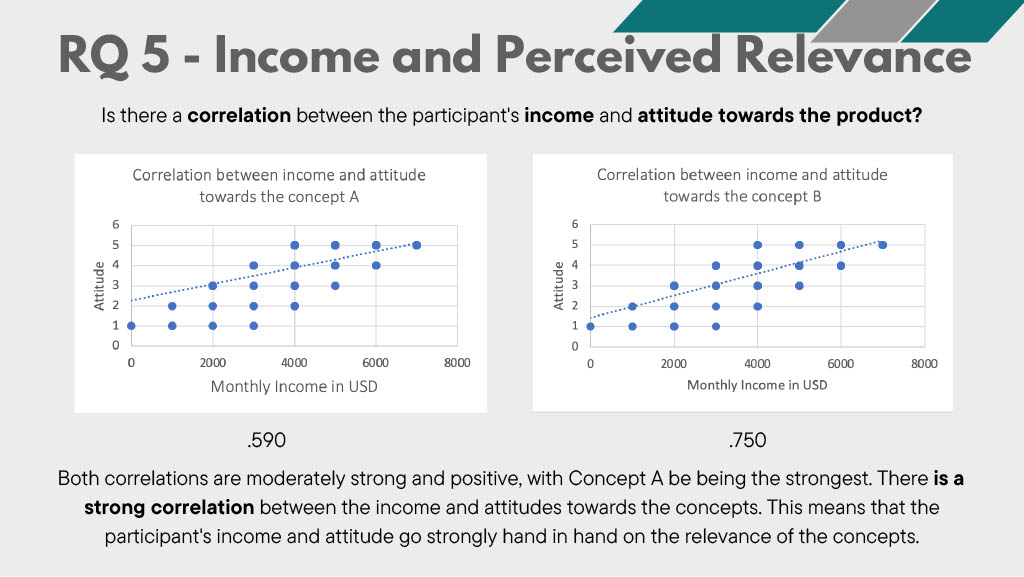 RQ 5 - Income and Perceived Relevance
Is there a correlation between the participant's income and attitude towards the product?
Correlation between income and attitude
towards the concept A
6
5
4
3
2
1
0
Attitude
0 2000 4000 6000 8000
Monthly Income in USD
Correlation between income and attitude
towards the concept B
6
5
4
3
2
1
0
Attitude
0 2000 4000 6000 8000
Monthly Income in USD
.590
.750
Both correlations are moderately strong and positive, with Concept A be being the strongest. There is a
strong correlation between the income and attitudes towards the concepts. This means that the
participant's income and attitude go strongly hand in hand on the relevance of the concepts.